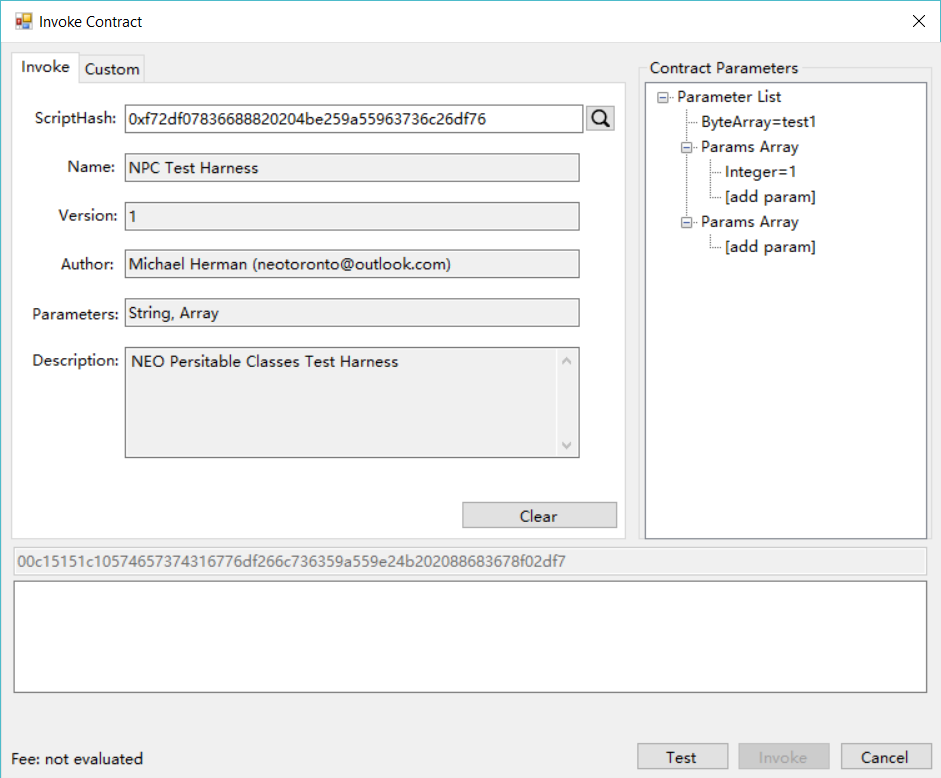 Invoke Contract
Invoke
Custom
ScriptHash: 0xf72df07836688820204be259a55963736c26df76
Name: NPC Test Harness
Version: 1
Author: Michael Herman (neotoronto@outlook.com)
Parameters: String, Array
Description: NEO Persitable Classes Test Harness
Clear
Contract Parameters
Parameter List
ByteArray=test1
Params Array
Integer=1
[add param]
Params Array
[add param]
00c15151c10574657374316776df266c736359a559e24b202088683678f02df7
Fee: not evaluated
Test
Invoke
Cancel